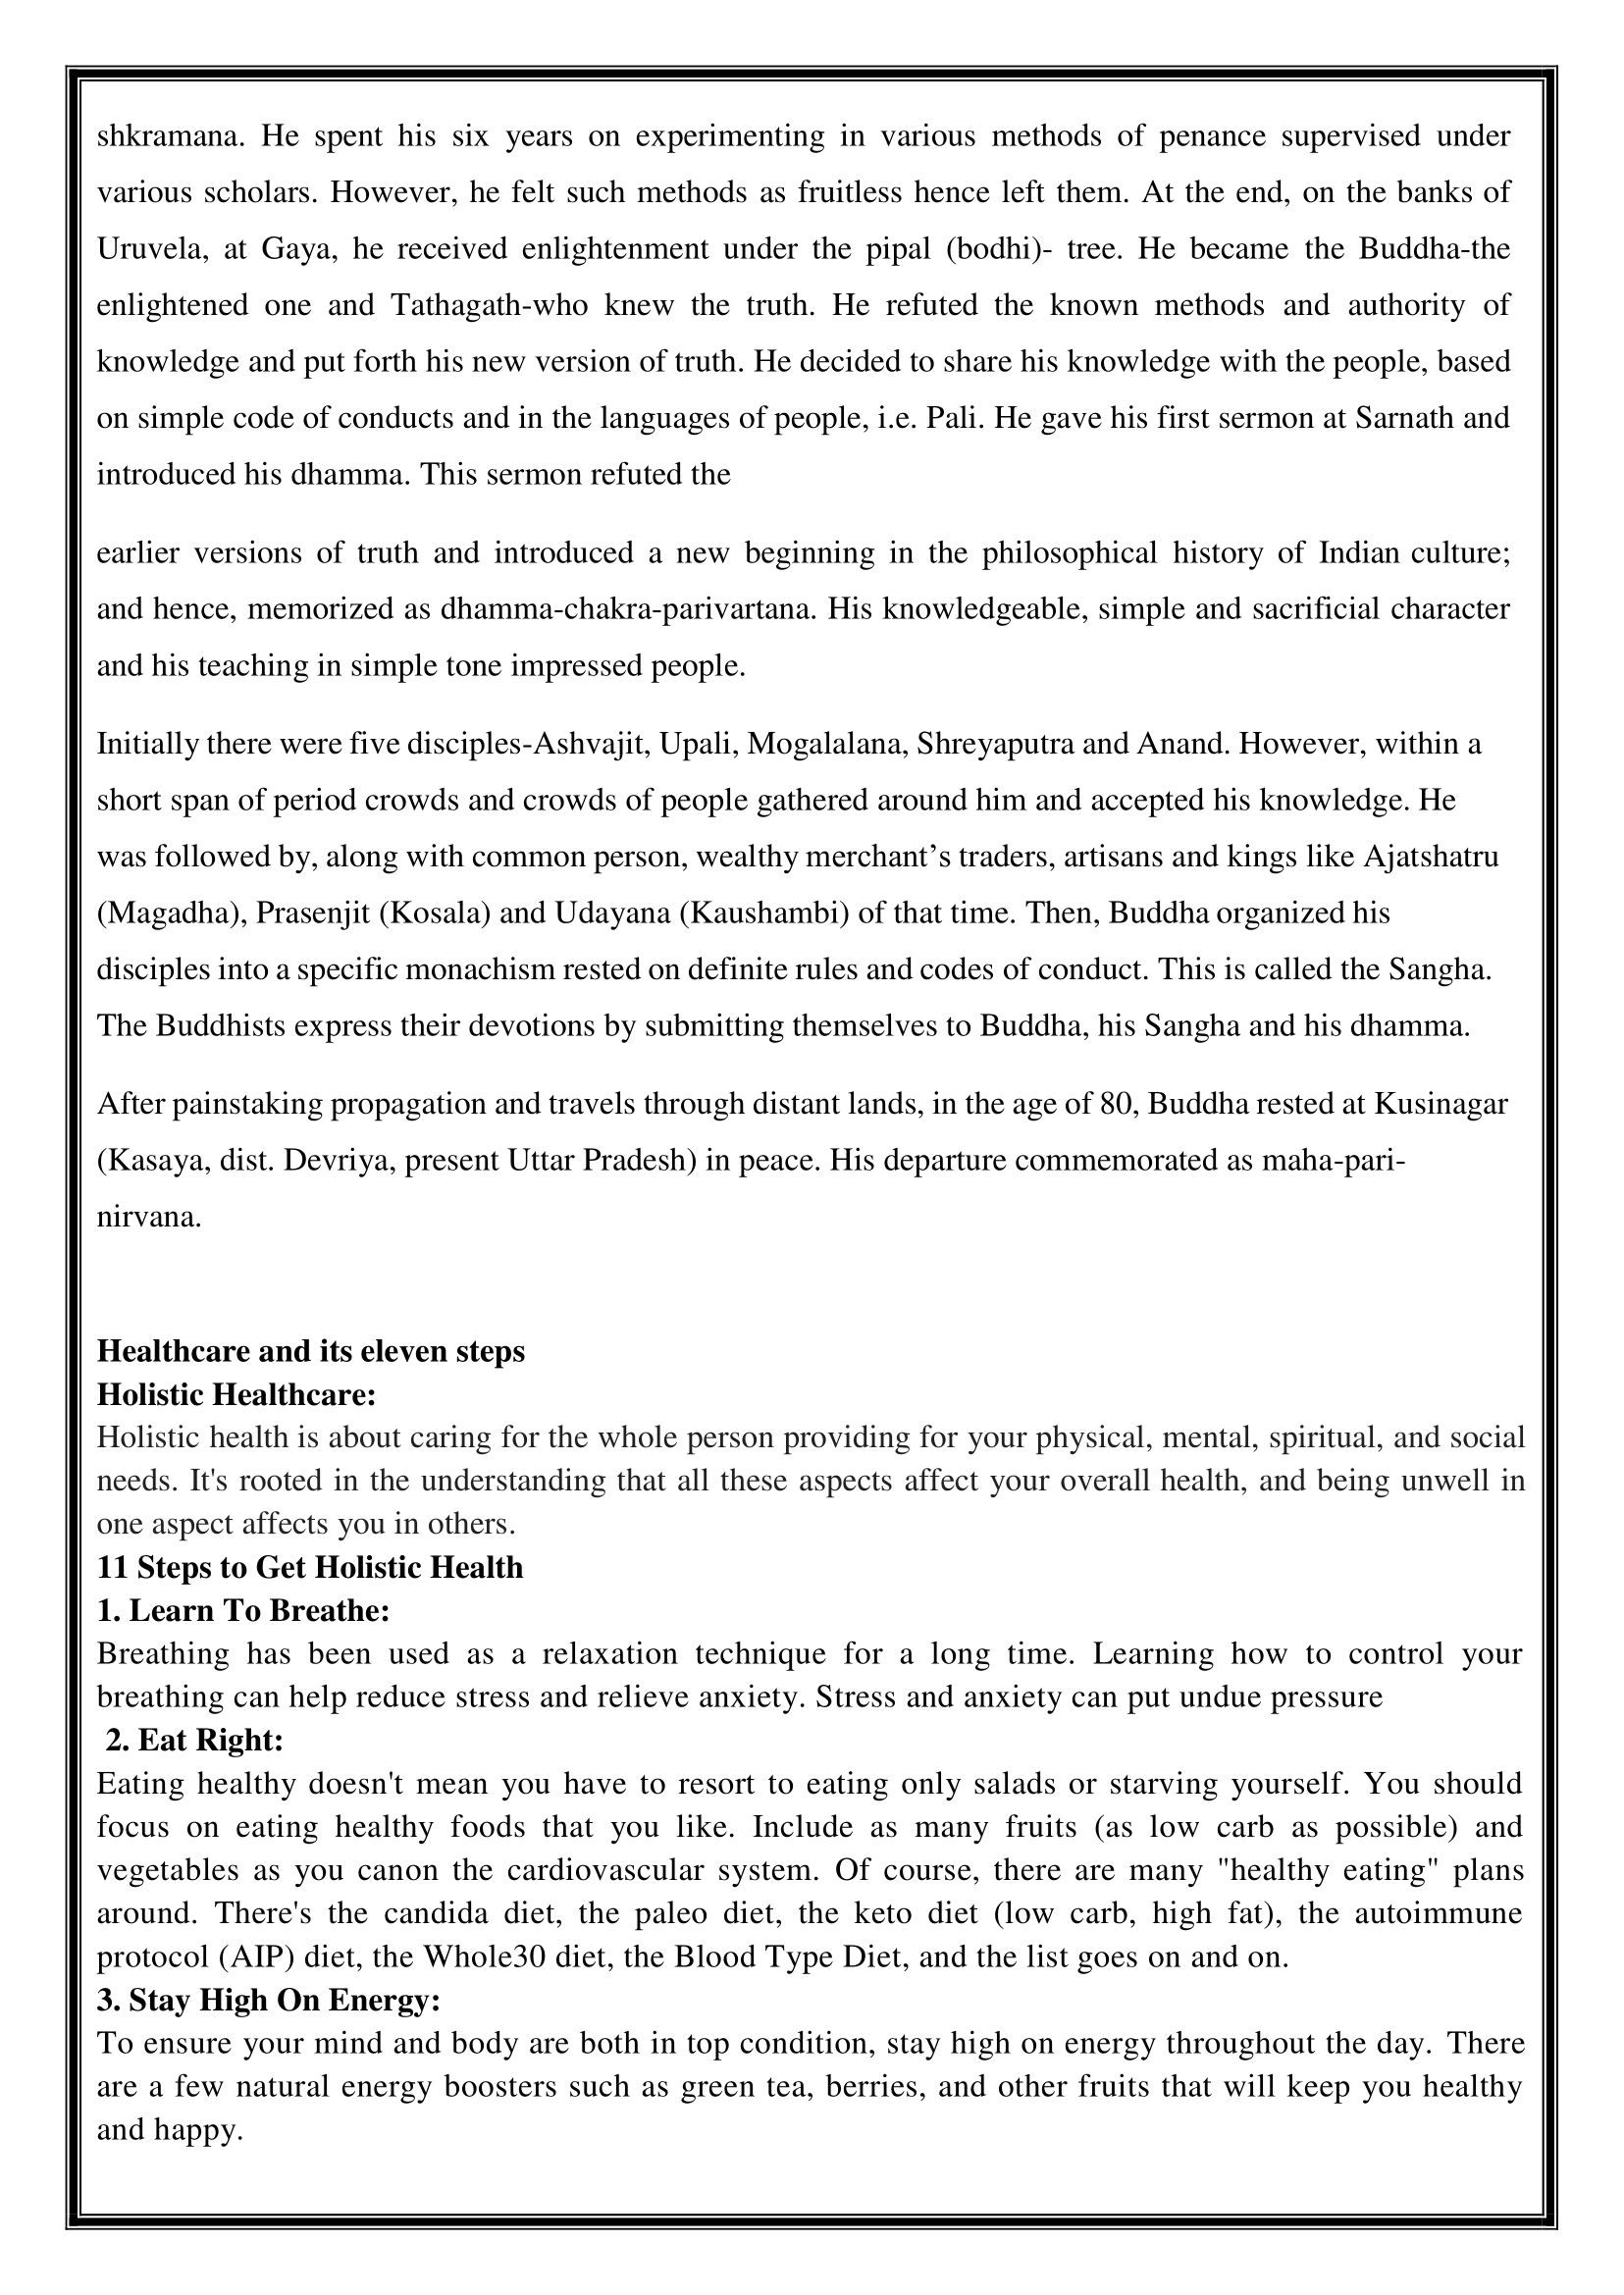 shkramana. He spent his six years on experimenting in various methods of penance supervised under
various scholars. However, he felt such methods as fruitless hence left them. At the end, on the banks of
Uruvela, at Gaya, he received enlightenment under the pipal (bodhi)- tree. He became the Buddha-the
enlightened one and Tathagath-who knew the truth. He refuted the known methods and authority of
knowledge and put forth his new version of truth. He decided to share his knowledge with the people, based
on simple code of conducts and in the languages of people, i.e. Pali. He gave his first sermon at Sarnath and
introduced his dhamma. This sermon refuted the
earlier versions of truth and introduced a new beginning in the philosophical history of Indian culture;
and hence, memorized as dhamma-chakra-parivartana. His knowledgeable, simple and sacrificial character
and his teaching in simple tone impressed people.
Initially there were five disciples-Ashvajit, Upali, Mogalalana, Shreyaputra and Anand. However, within a
short span of period crowds and crowds of people gathered around him and accepted his knowledge. He
was followed by, along with common person, wealthy merchant’s traders, artisans and kings like Ajatshatru
(Magadha), Prasenjit (Kosala) and Udayana (Kaushambi) of that time. Then, Buddha organized his
disciples into a specific monachism rested on definite rules and codes of conduct. This is called the Sangha.
The Buddhists express their devotions by submitting themselves to Buddha, his Sangha and his dhamma.
After painstaking propagation and travels through distant lands, in the age of 80, Buddha rested at Kusinagar
(Kasaya, dist. Devriya, present Uttar Pradesh) in peace. His departure commemorated as maha-pari-
nirvana.
Healthcare and its eleven steps
Holistic Healthcare:
Holistic health is about caring for the whole person providing for your physical, mental, spiritual, and social
needs. It's rooted in the understanding that all these aspects affect your overall health, and being unwell in
one aspect affects you in others.
11 Steps to Get Holistic Health
1. Learn To Breathe:
Breathing has been used as a relaxation technique for a long time. Learning how to control your
breathing can help reduce stress and relieve anxiety. Stress and anxiety can put undue pressure
2. Eat Right:
Eating healthy doesn't mean you have to resort to eating only salads or starving yourself. You should
focus on eating healthy foods that you like. Include as many fruits (as low carb as possible) and
vegetables as you canon the cardiovascular system. Of course, there are many "healthy eating" plans
around. There's the candida diet, the paleo diet, the keto diet (low carb, high fat), the autoimmune
protocol (AIP) diet, the Whole30 diet, the Blood Type Diet, and the list goes on and on.
3. Stay High On Energy:
To ensure your mind and body are both in top condition, stay high on energy throughout the day. There
are a few natural energy boosters such as green tea, berries, and other fruits that will keep you healthy
and happy.